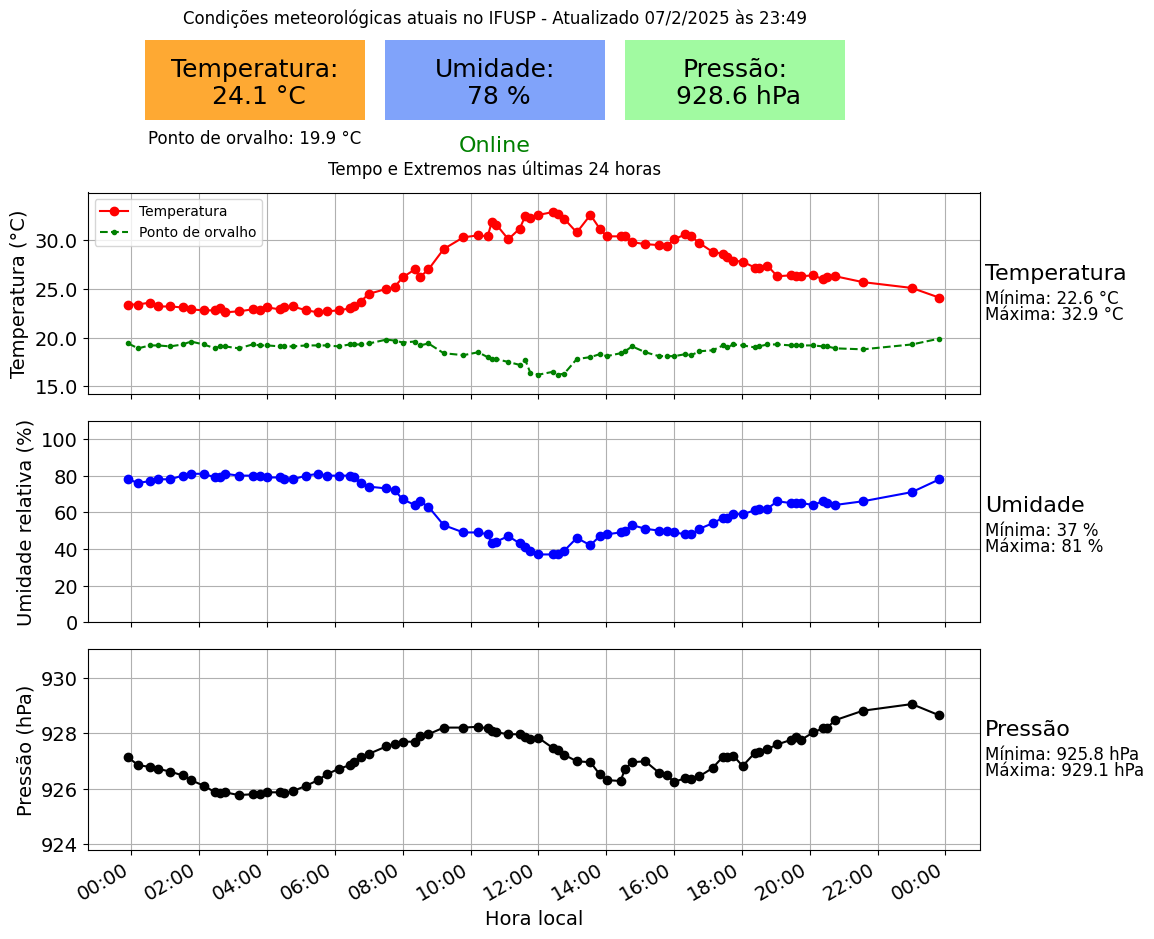 Condições meteorológicas atuais no IFUSP - Atualizado 07/2/2025 às 23:49
Temperatura:
24.1 °C
Umidade:
78 %
Pressão:
928.6 hPa
Ponto de orvalho: 19.9 °C
Online
Tempo e Extremos nas últimas 24 horas
Temperatura (°C)
30.0
25.0
20.0
15.0
Temperatura
Ponto de orvalho
Temperatura
Mínima: 22.6 °C
Máxima: 32.9 °C
Umidade relativa (%)
100
80
60
40
20
0
Umidade
Mínima: 37 %
Máxima: 81 %
Pressão (hPa)
930
928
926
924
Pressão
Mínima: 925.8 hPa
Máxima: 929.1 hPa
00:00 02:00 04:00 06:00 08:00 10:00 12:00 14:00 16:00 18:00 20:00 22:00 00:00
Hora local